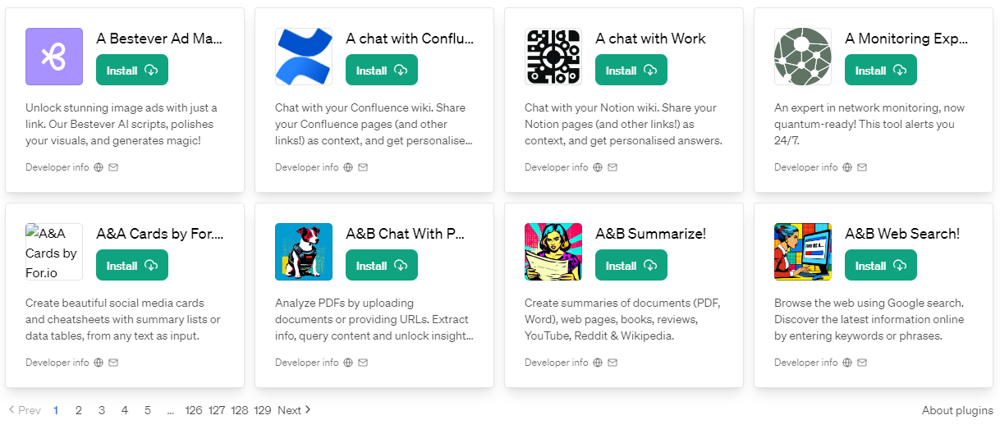 A Bestever Ad Ma...
Install
Unlock stunning image ads with just a
link. Our Bestever AI scripts, polishes
your visuals, and generates magic!
Developer info
A chat with Conflu...
Install
Chat with your Confluence wiki. Share
your Confluence pages (and other
links!) as context, and get personalise...
Developer info
A chat with Work
Install
Chat with your Notion wiki. Share your
Notion pages (and other links!) as
context, and get personalised answers.
Developer info
A Monitoring Exp...
Install
An expert in network monitoring, now
quantum-ready! This tool alerts you
24/7.
Developer info
A&A
Cards by
For.io
A&A Cards by For....
Install
Create beautiful social media cards
and cheatsheets with summary lists or
data tables, from any text as input.
Developer info
A&B Chat With P...
Install
Analyze PDFs by uploading
documents or providing URLs. Extract
info, query content and unlock insight...
Developer info
A&B Summarize!
Install
Create summaries of documents (PDF,
Word), web pages, books, reviews,
YouTube, Reddit & Wikipedia.
Developer info
A&B Web Search!
Install
Browse the web using Google search.
Discover the latest information online
by entering keywords or phrases.
Developer info
Prev 1 2 3 4 5 ... 126 127 128 129 Next
About plugins